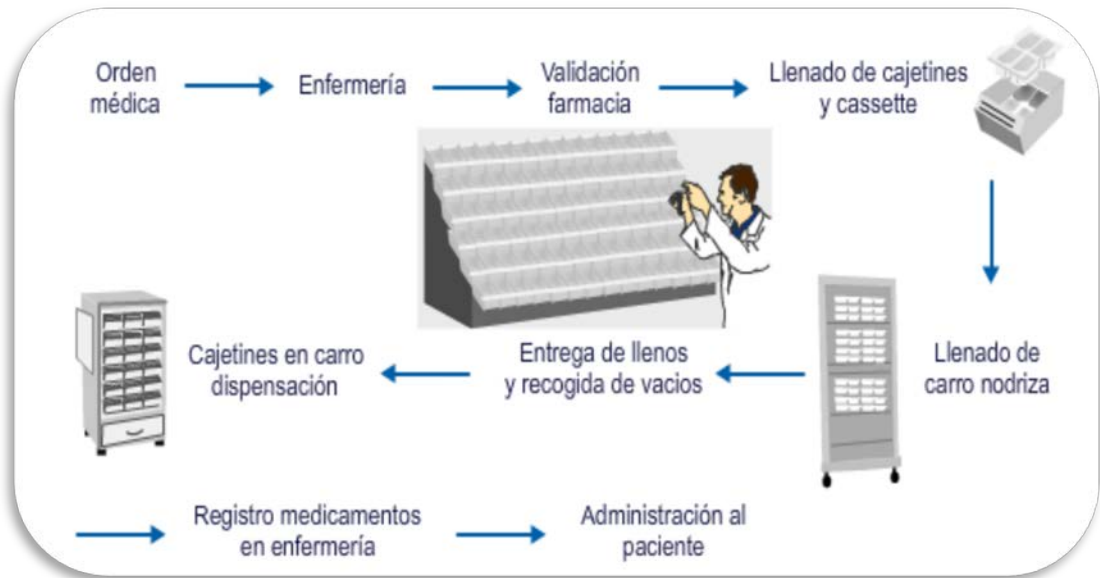 Orden
médica
Enfermería
Validación
farmacia
Llenado de cajetines
y cassette
Llenado de
carro nodriza
Entrega de llenos
y recogida de vacios
Cajetines en carro
dispensación
Registro medicamentos
en enfermería
Administración al
paciente